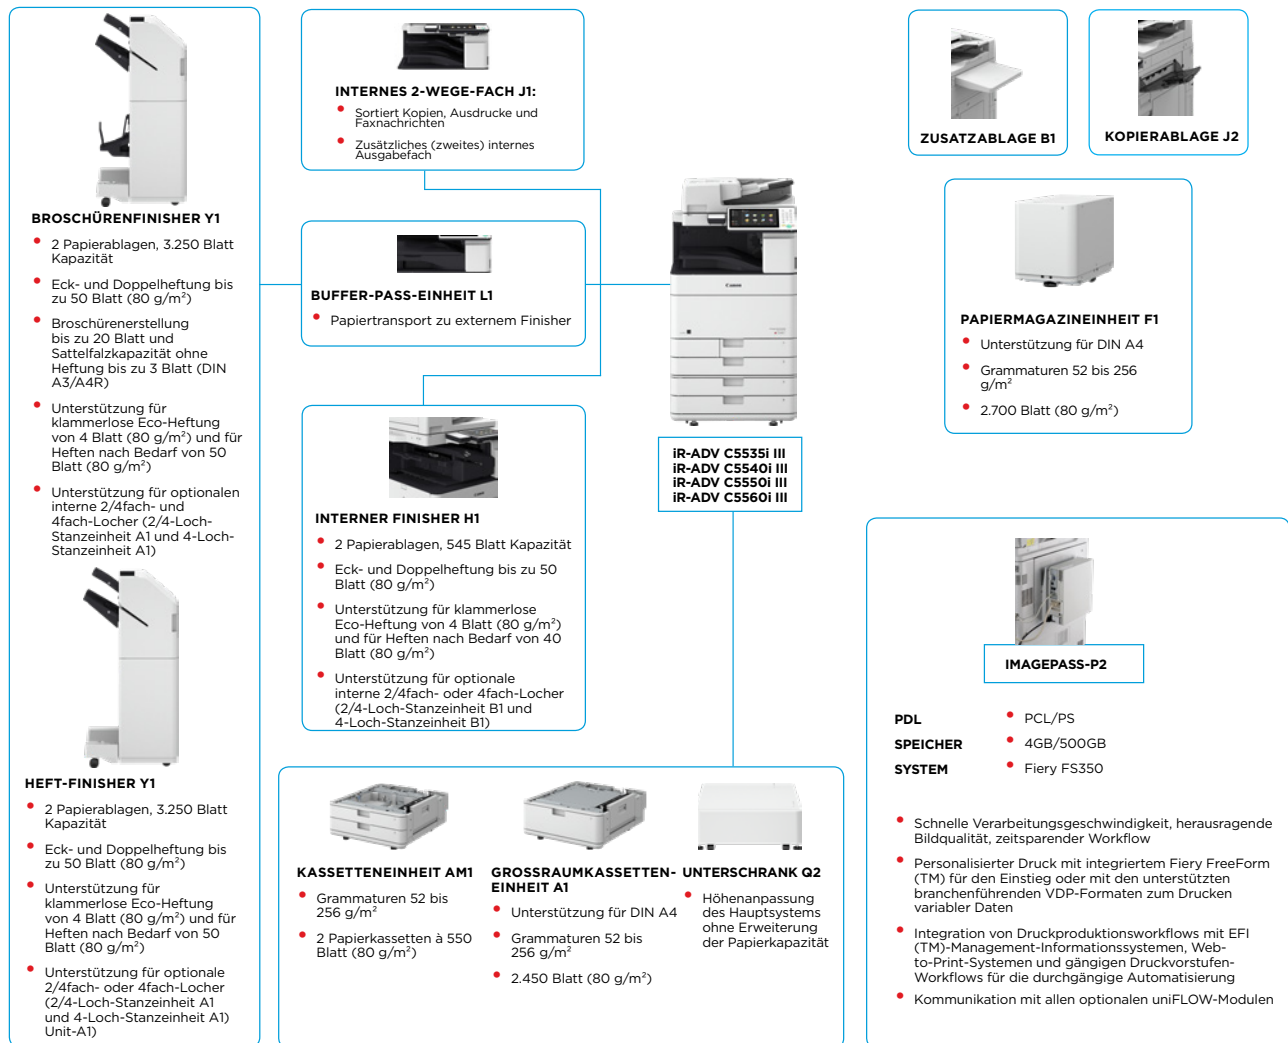 BROSCHÜRENFINISHER Y1
2 Papierablagen, 3.250 Blatt
Kapazität
Eck- und Doppelheftung bis
zu 50 Blatt (80 g/m²)
Broschürenerstellung
bis zu 20 Blatt und
Sattelfalzkapazität ohne
Heftung bis zu 3 Blatt (DIN
A3/A4R)
Unterstützung für
klammerlose Eco-Heftung
von 4 Blatt (80 g/m²) und für
Heften nach Bedarf von 50
Blatt (80 g/m²)
Unterstützung für optionalen
interne 2/4fach- und
4fach-Locher (2/4-Loch-
Stanzeinheit A1 und 4-Loch-
Stanzeinheit A1)
HEFT-FINISHER Y1
2 Papierablagen, 3.250 Blatt
Kapazität
Eck- und Doppelheftung bis
zu 50 Blatt (80 g/m²)
Unterstützung für
klammerlose Eco-Heftung
von 4 Blatt (80 g/m²) und für
Heften nach Bedarf von 50
Blatt (80 g/m²)
Unterstützung für optionale
2/4fach- oder 4fach-Locher
(2/4-Loch-Stanzeinheit A1
und 4-Loch-Stanzeinheit A1)
Unit-A1)
INTERNES 2-WEGE-FACH J1:
Sortiert Kopien, Ausdrucke und
Faxnachrichten
Zusätzliches (zweites) internes
Ausgabefach
BUFFER-PASS-EINHEIT L1
Papiertransport zu externem Finisher
INTERNER FINISHER H1
2 Papierablagen, 545 Blatt Kapazität
Eck- und Doppelheftung bis zu 50
Blatt (80 g/m²)
Unterstützung für klammerlose
Eco-Heftung von 4 Blatt (80 g/m²)
und für Heften nach Bedarf von 40
Blatt (80 g/m²)
Unterstützung für optionale
interne 2/4fach- oder 4fach-Locher
(2/4-Loch-Stanzeinheit B1 und
4-Loch-Stanzeinheit B1)
Canon
iR-ADV C5535i III
iR-ADV C5540i III
iR-ADV C5550i III
iR-ADV C5560i III
KASSETTENEINHEIT AM1
Grammaturen 52 bis
256 g/m²
2 Papierkassetten à 550
Blatt (80 g/m²)
GROSSRAUMKASSETTEN-
EINHEIT A1
Unterstützung für DIN A4
Grammaturen 52 bis
256 g/m²
2.450 Blatt (80 g/m²)
UNTERSCHRANK Q2
Höhenanpassung
des Hauptsystems
ohne Erweiterung
der Papierkapazität
ZUSATZABLAGE B1
KOPIERABLAGE J2
PAPIERMAGAZINEINHEIT F1
Unterstützung für DIN A4
Grammaturen 52 bis 256
g/m²
2.700 Blatt (80 g/m²)
IMAGEPASS-P2
PDL PCL/PS
SPEICHER 4GB/500GB
SYSTEM Fiery FS350
Schnelle Verarbeitungsgeschwindigkeit, herausragende
Bildqualität, zeitsparender Workflow
Personalisierter Druck mit integriertem Fiery FreeForm
(TM) für den Einstieg oder mit den unterstützten
branchenführenden VDP-Formaten zum Drucken
variabler Daten
Integration von Druckproduktionsworkflows mit EFI
(TM)-Management-Informationssystemen, Web-
to-Print-Systemen und gängigen Druckvorstufen-
Workflows für die durchgängige Automatisierung
Kommunikation mit allen optionalen uniFLOW-Modulen